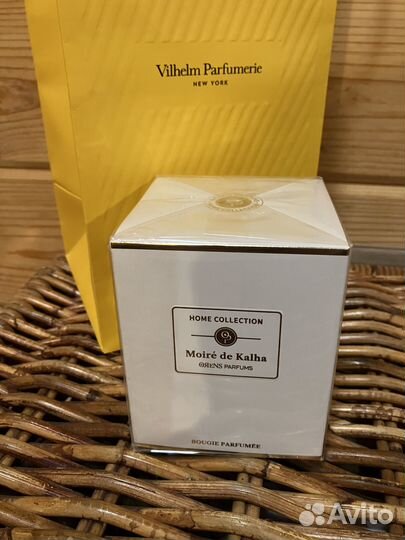 Vilhelm Parfumerie
NEW YORK
HOME COLLECTION
Moiré de Kalha
ORENS PARFUMS
BOUGIE PARFUMÉE
Avito